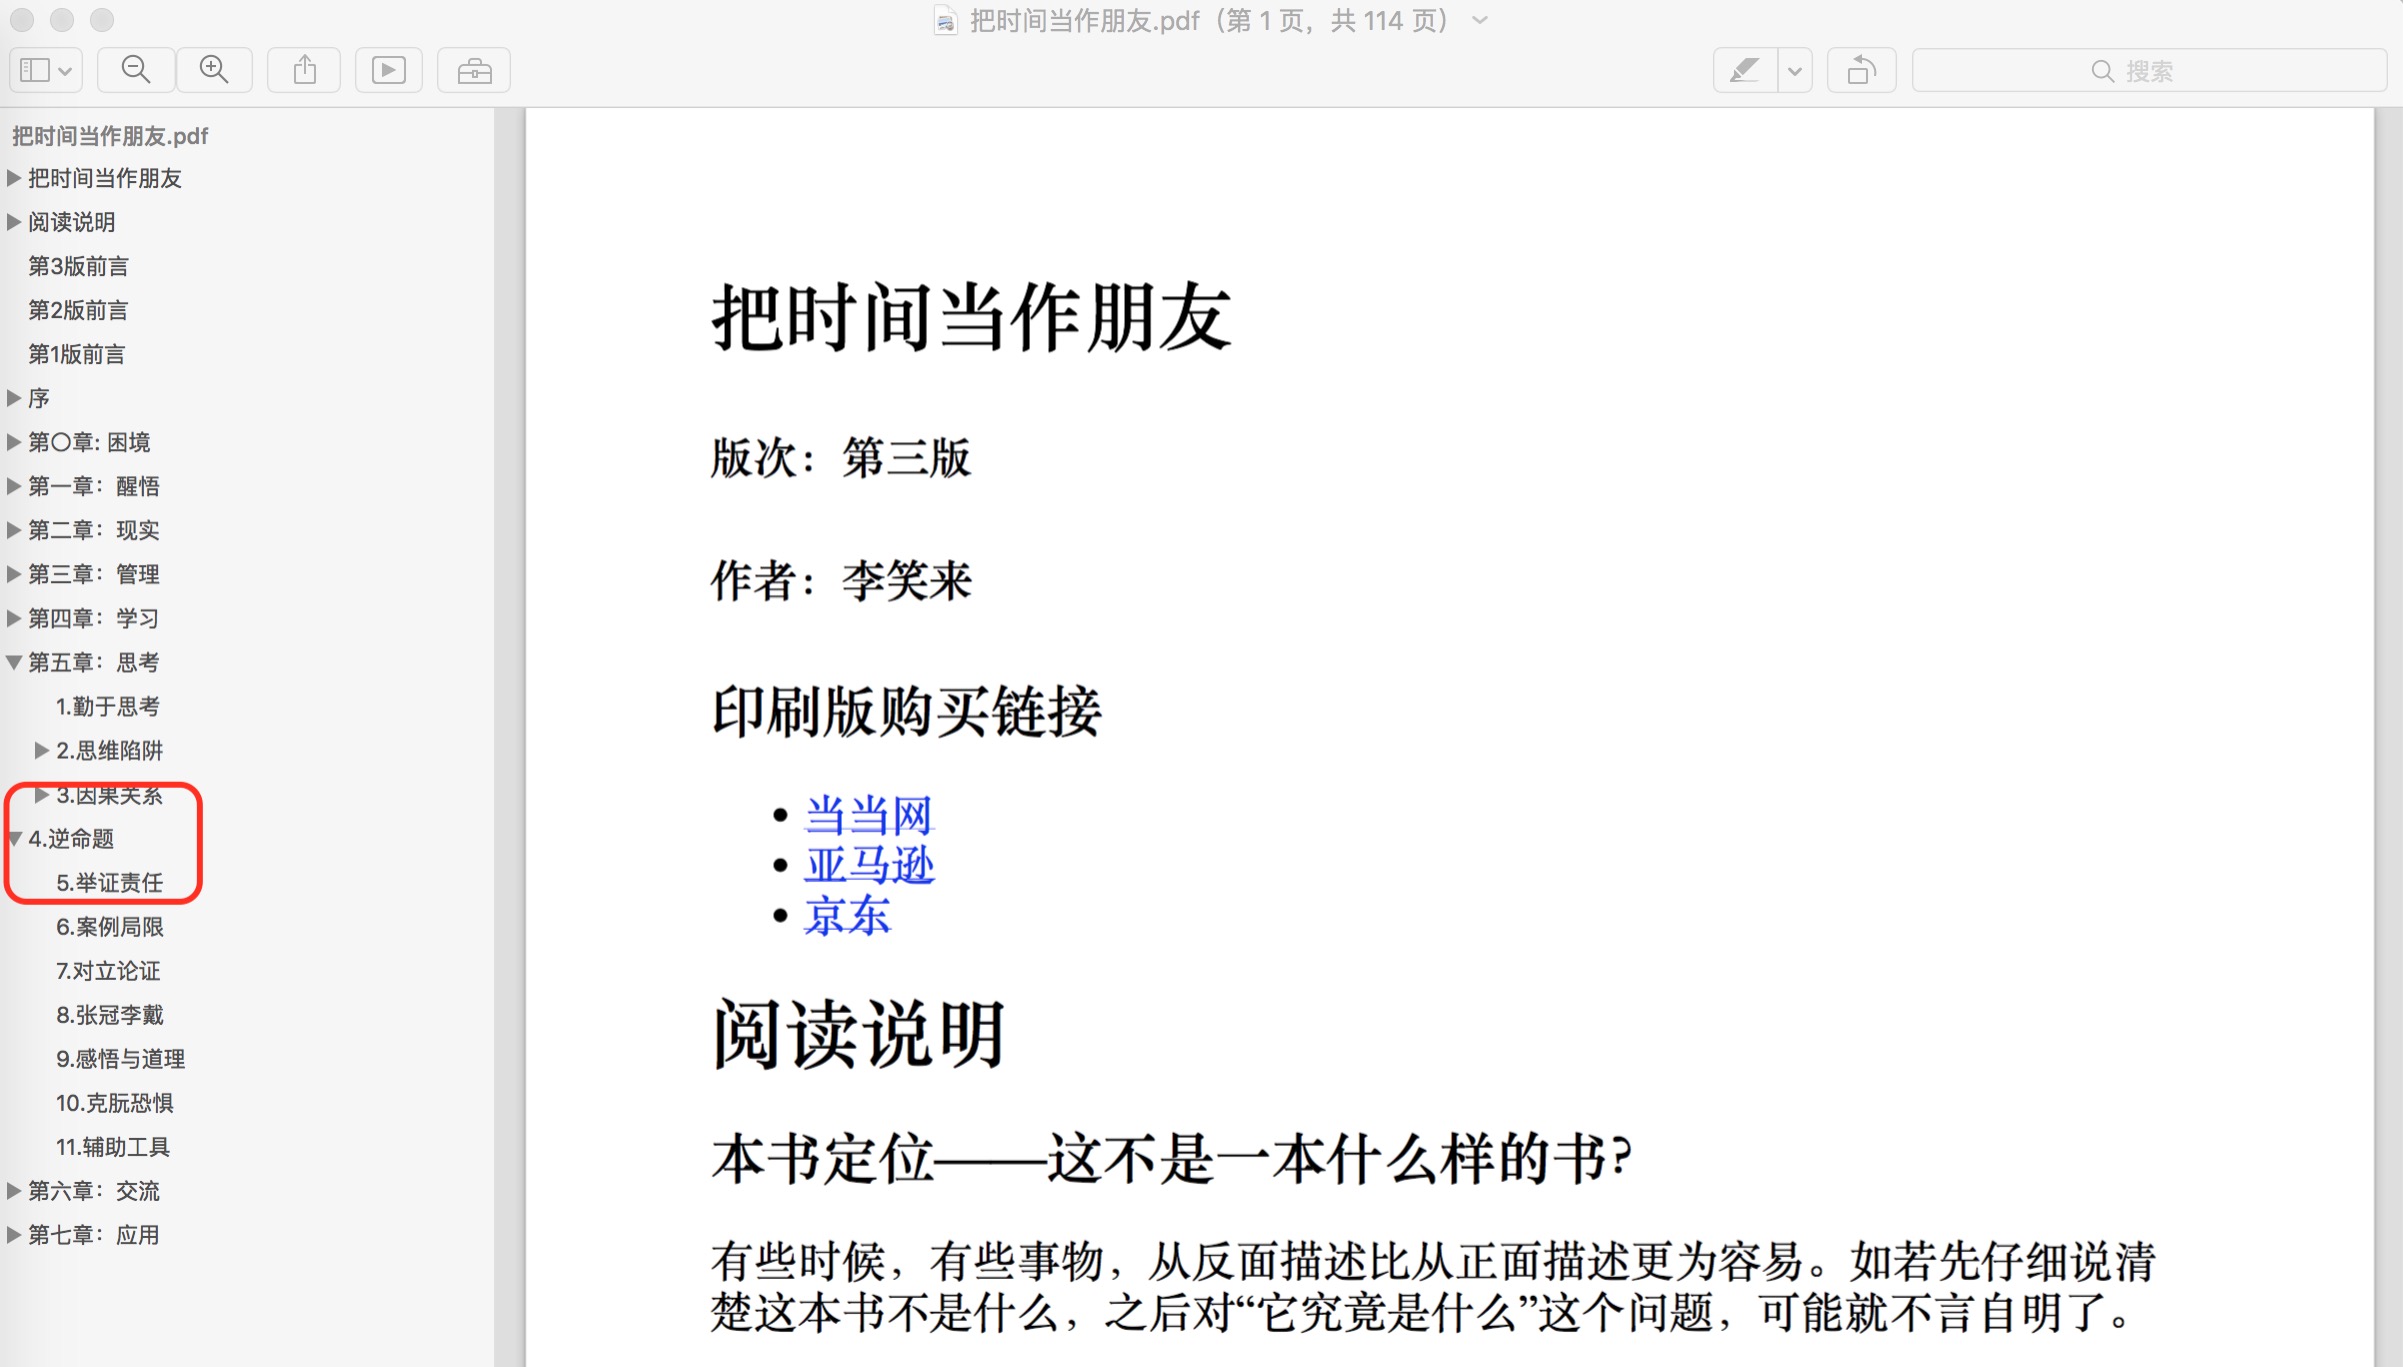 把时间当作朋友.pdf（第 1 页，共 114 页）
搜索
把时间当作朋友.pdf
把时间当作朋友
阅读说明
第3版前言
第2版前言
第1版前言
序
第〇章: 困境
第一章：醒悟
第二章：现实
第三章：管理
第四章：学习
第五章：思考
1.勤于思考
2.思维陷阱
3.因果关系
4.逆命题
5.举证责任
6.案例局限
7.对立论证
8.张冠李戴
9.感悟与道理
10.克朊恐惧
11.辅助工具
第六章：交流
第七章：应用
把时间当作朋友
版次：第三版
作者：李笑来
印刷版购买链接
• 当当网
• 亚马逊
• 京东
阅读说明
本书定位——这不是一本什么样的书?
有些时候，有些事物，从反面描述比从正面描述更为容易。如若先仔细说清
楚这本书不是什么，之后对“它究竟是什么”这个问题，可能就不言自明了。